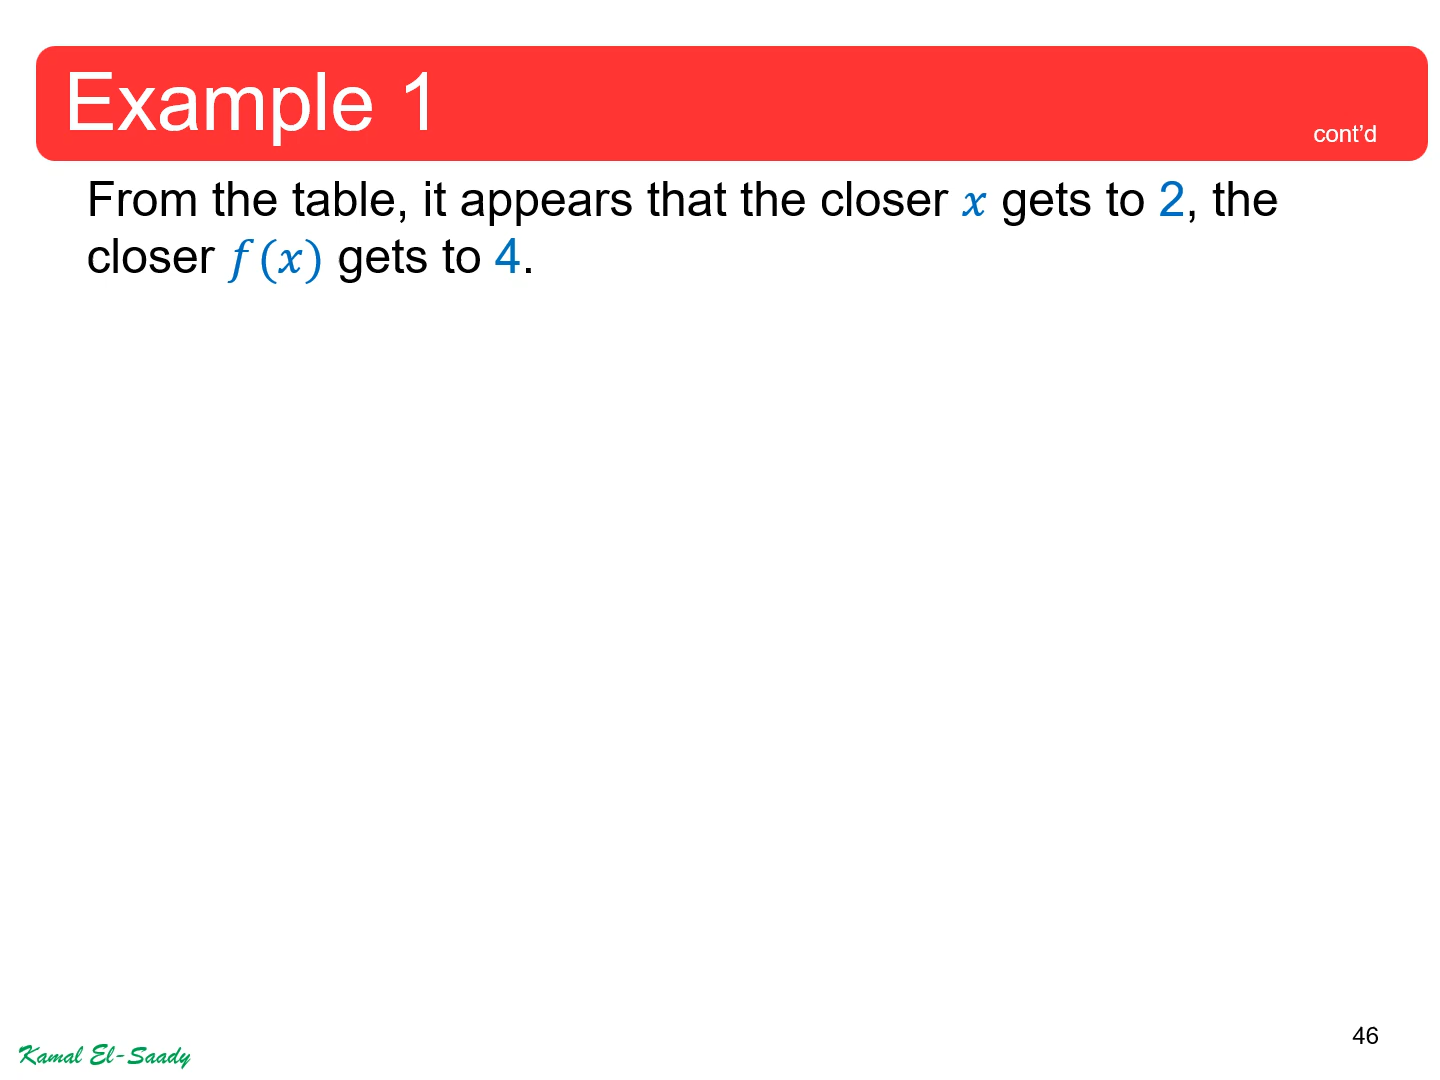 Example 1
cont’d
From the table, it appears that the closer 𝑥 gets to 2, the
closer 𝑓(𝑥) gets to 4.
46
Kamal El-Saady